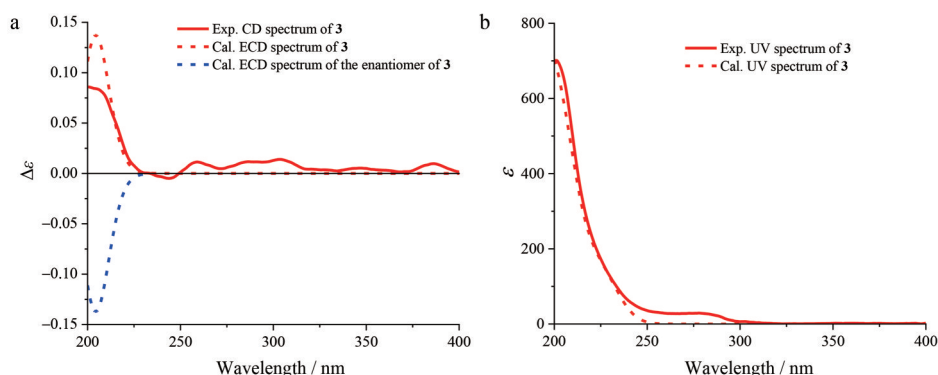 a
Exp. CD spectrum of 3
Cal. ECD spectrum of 3
Cal. ECD spectrum of the enantiomer of 3
0.15
0.10
0.05
0.00
−0.05
−0.10
−0.15
Δε
200 250 300 350 400
Wavelength / nm
b
Exp. UV spectrum of 3
Cal. UV spectrum of 3
800
600
400
200
0
ε
200 250 300 350 400
Wavelength / nm